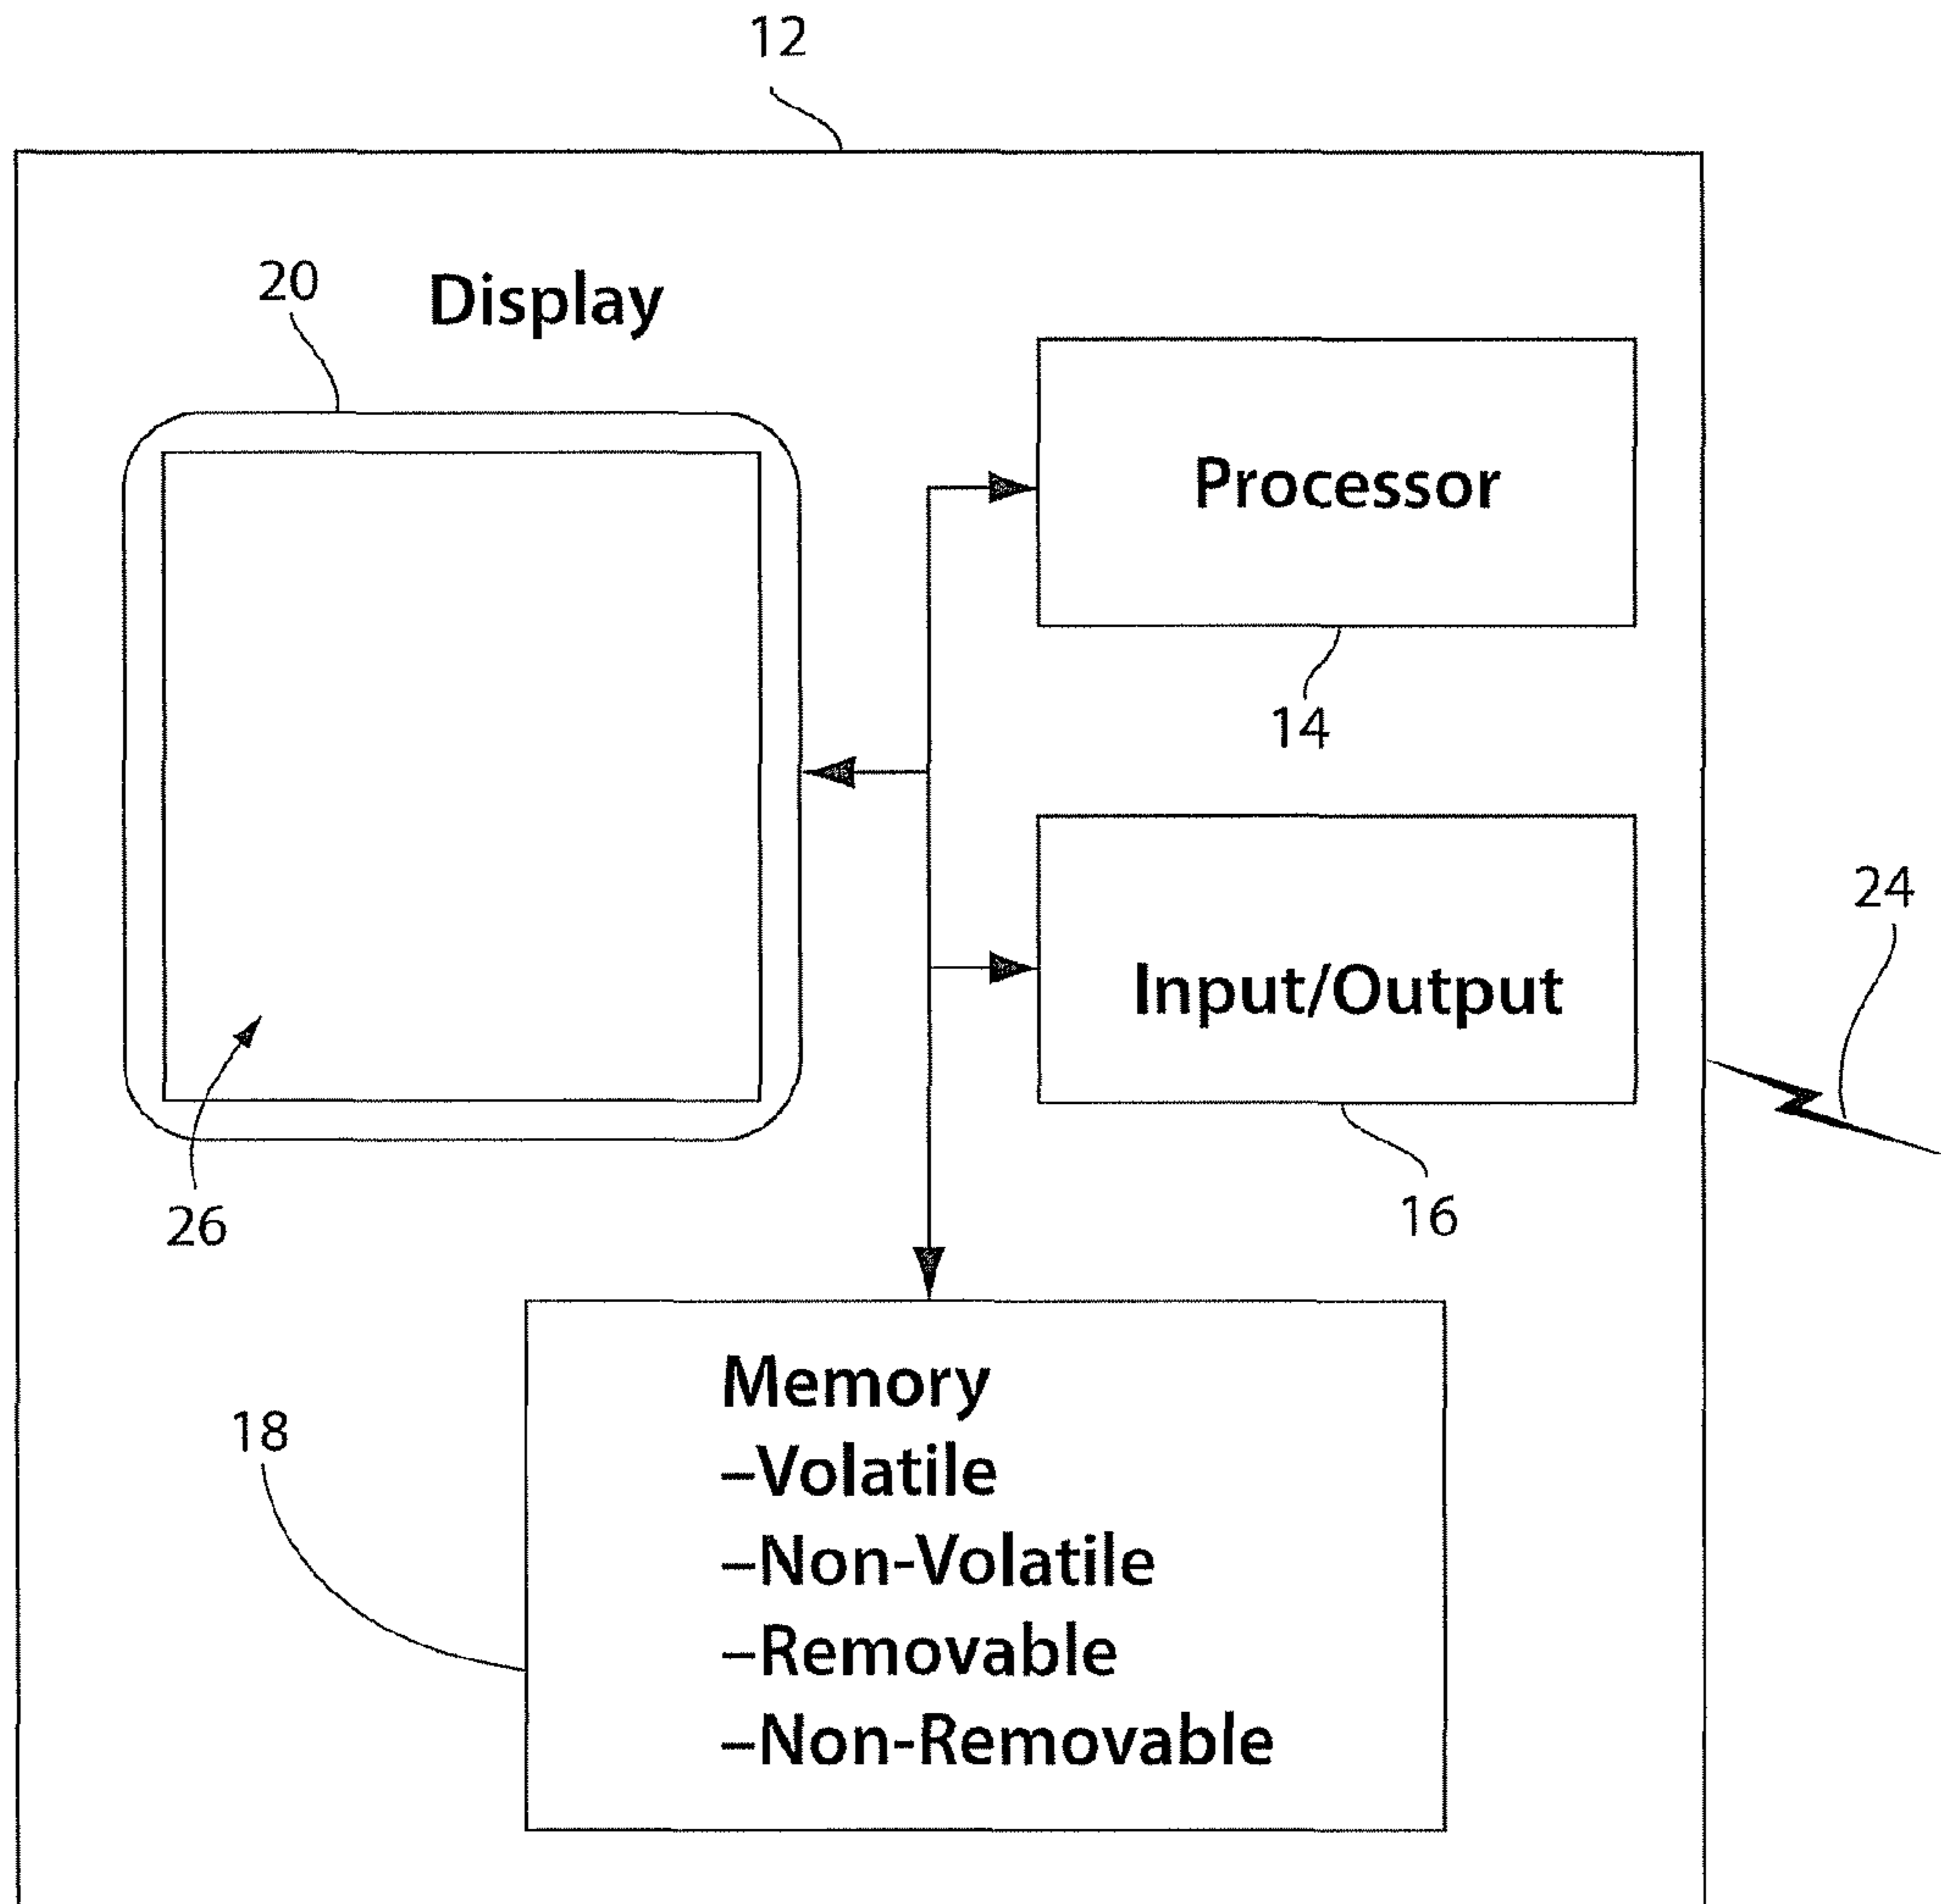 12
20
Display
Processor
14
24
Input/Output
26
16
18
Memory
–Volatile
–Non-Volatile
–Removable
–Non-Removable